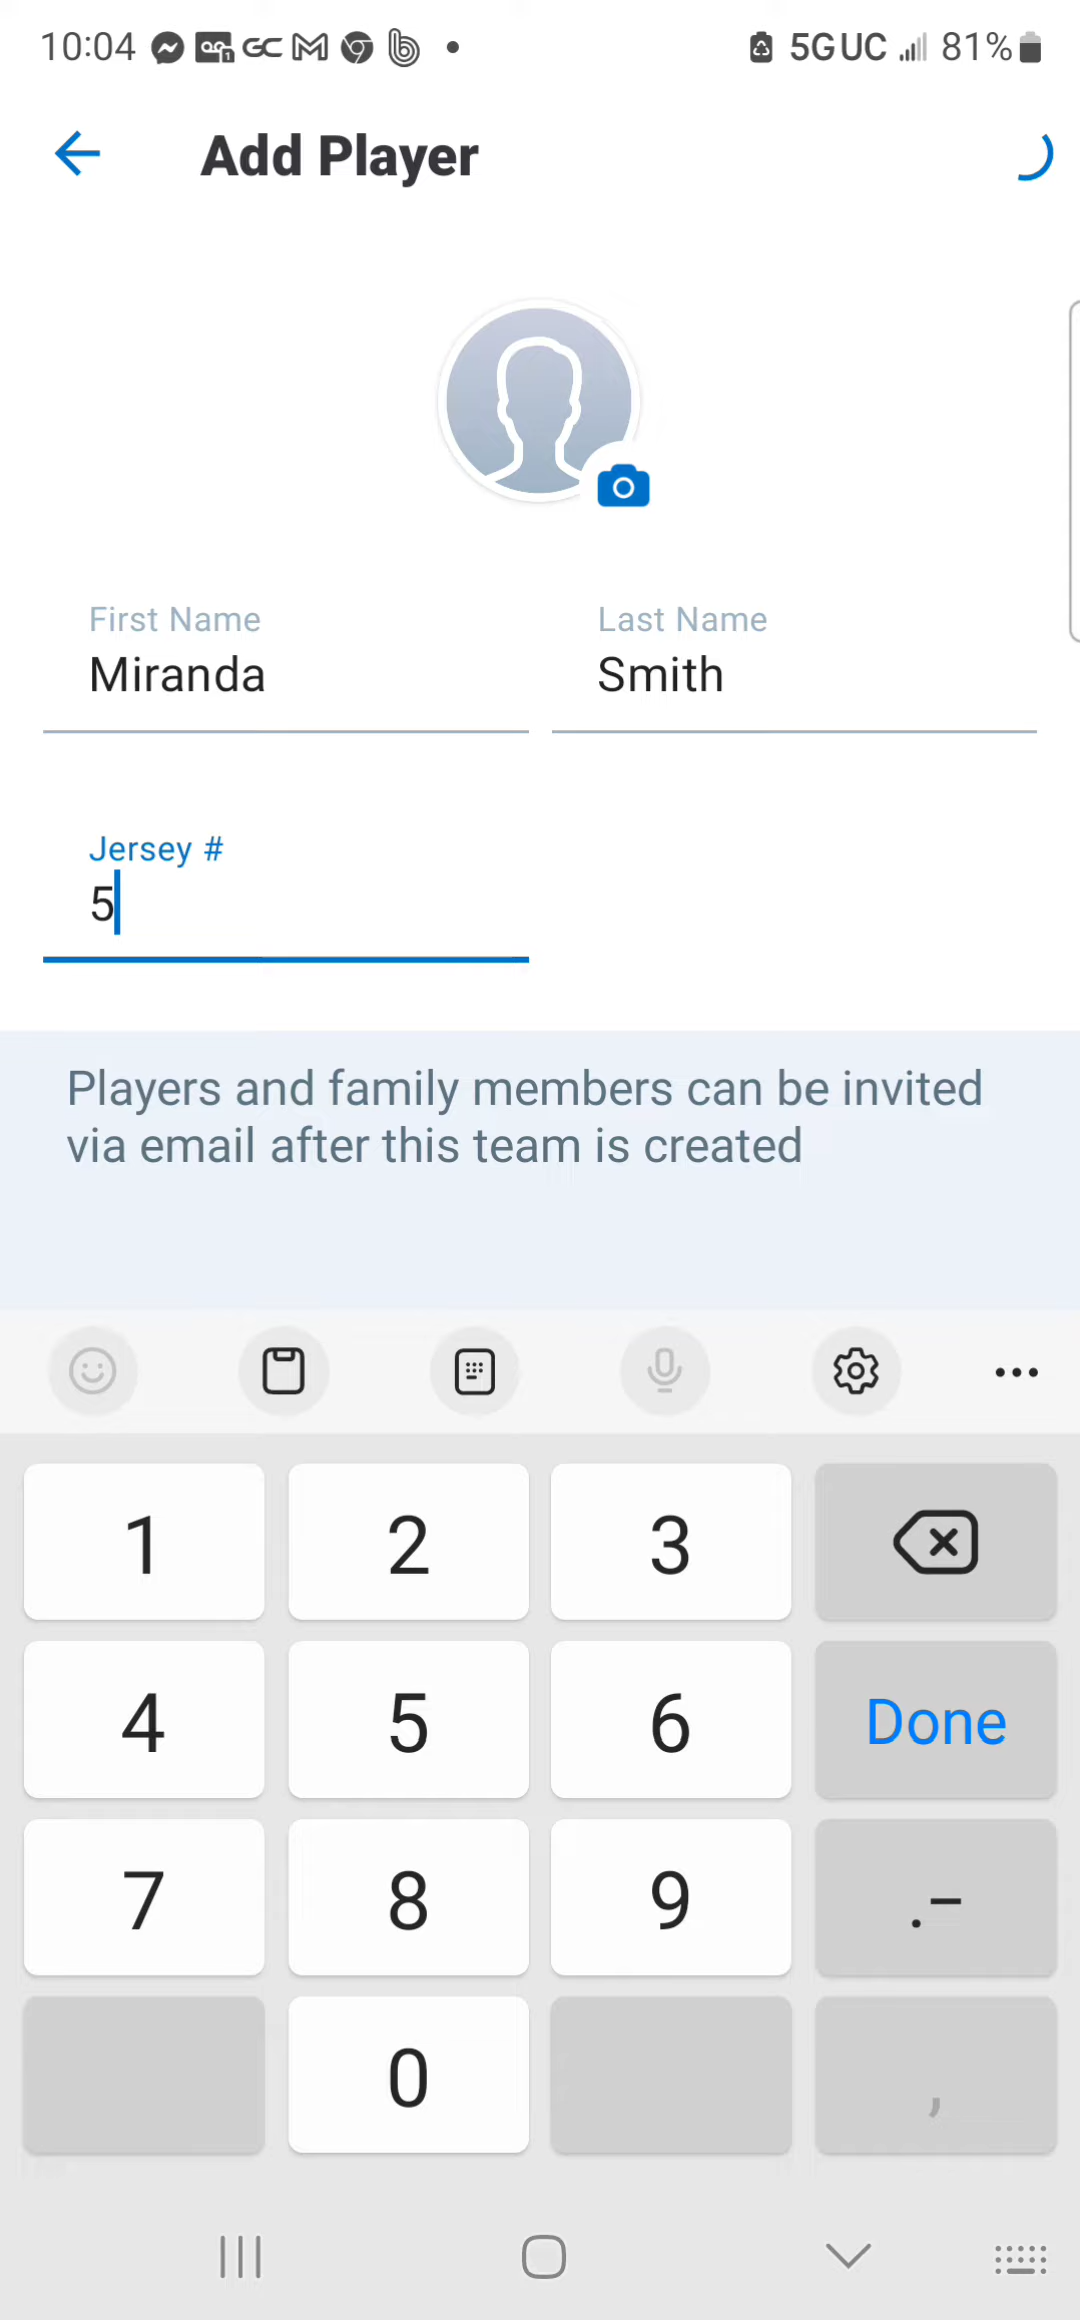 10:04 GC 5G UC 81%
Add Player
First Name Last Name
Miranda Smith
Jersey #
5
Players and family members can be invited
via email after this team is created
1 2 3
4 5 6 Done
7 8 9 .-
0 ,